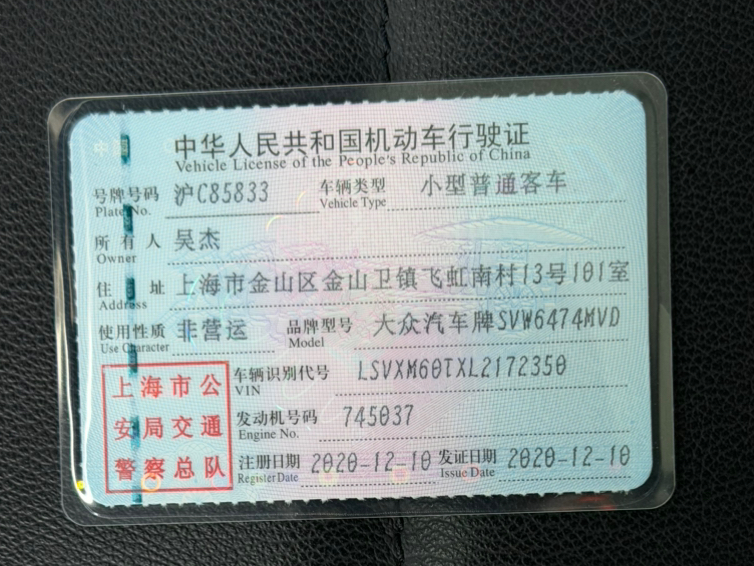 中华人民共和国机动车行驶证
Vehicle License of the People's Republic of China
号牌号码 沪C85833 车辆类型 小型普通客车
Plate No. Vehicle Type
所有人 吴杰
Owner
住址 上海市金山区金山卫镇飞虹南村13号101室
Address
使用性质 非营运 品牌型号 大众汽车牌SVW6474MVD
Use Character Model
车辆识别代号 LSVXM60TXL2172350
VIN
发动机号码 745037
Engine No.
注册日期 2020-12-10 发证日期 2020-12-10
Register Date Issue Date
上海市公
安局交通
警察总队